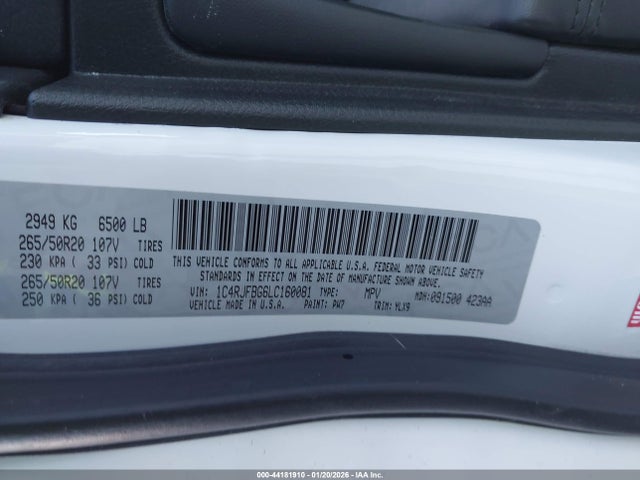 2949 KG 6500 LB
265/50R20 107V TIRES
230 KPA ( 33 PSI) COLD
265/50R20 107V TIRES
250 KPA ( 36 PSI) COLD
THIS VEHICLE CONFORMS TO ALL APPLICABLE U.S.A. FEDERAL MOTOR VEHICLE SAFETY
STANDARDS IN EFFECT ON THE DATE OF MANUFACTURE SHOWN ABOVE.
VIN: 1C4RJFBG6LC160081 TYPE: MPV MDH: 091500 423AA
VEHICLE MADE IN U.S.A. PAINT: PW7 TRIM: YLX9
000-44181910 | 01/20/2026 | IAA Inc.